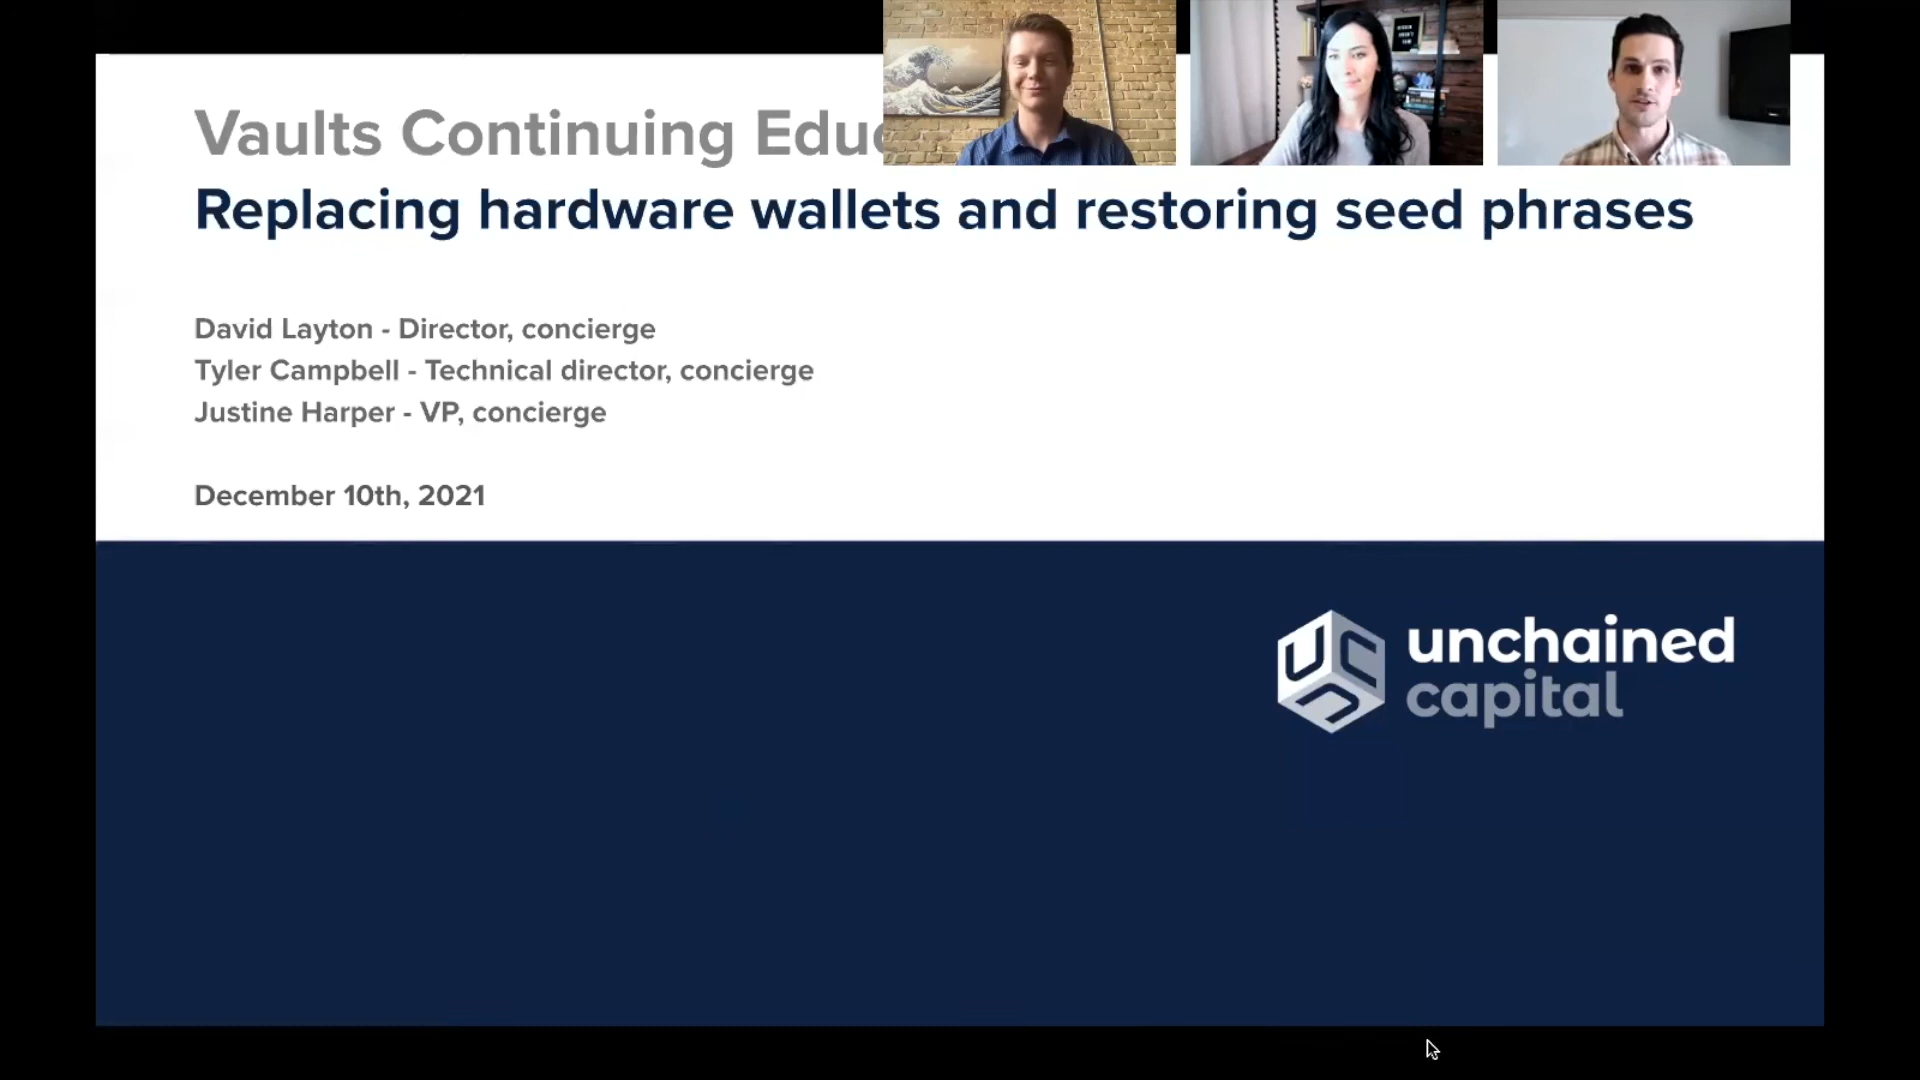 Vaults Continuing Educ
Replacing hardware wallets and restoring seed phrases
David Layton - Director, concierge
Tyler Campbell - Technical director, concierge
Justine Harper - VP, concierge
December 10th, 2021
unchained
capital